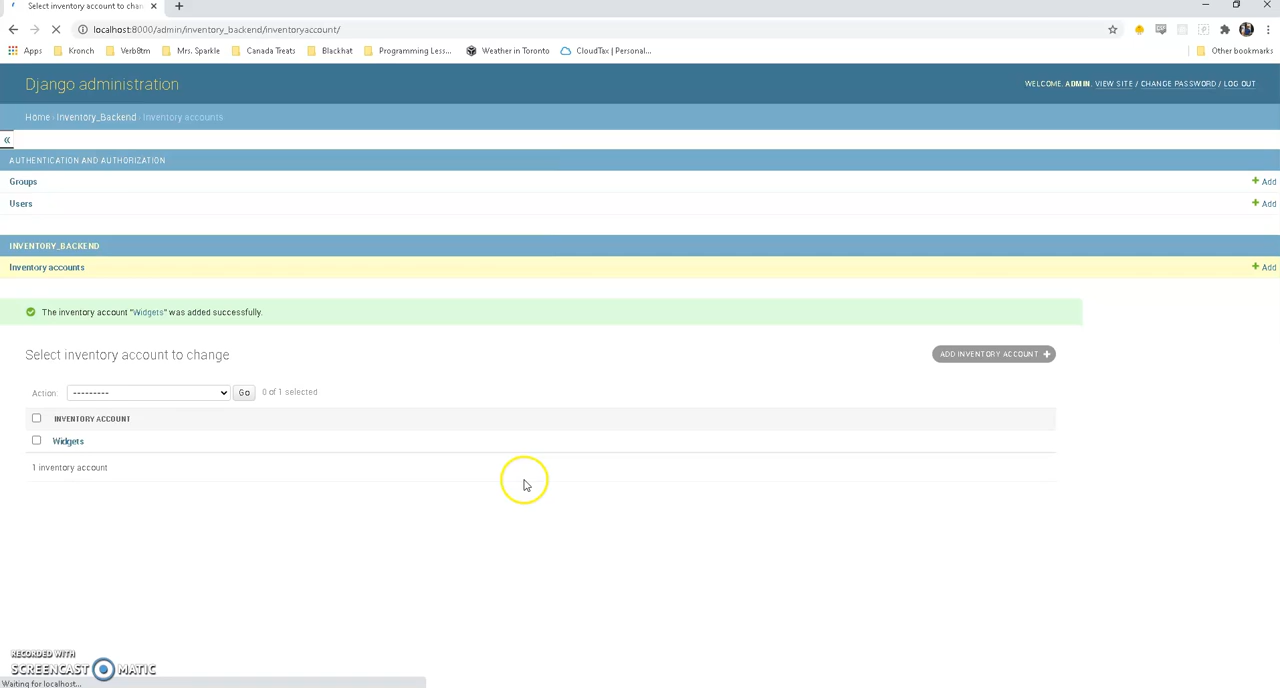 Select inventory account to chan
localhost:8000/admin/inventory_backend/inventoryaccount/
Apps Kronch Verb8tm Mrs. Sparkle Canada Treats Blackhat Programming Less... Weather in Toronto CloudTax | Personal... Other bookmarks
Django administration
WELCOME, ADMIN. VIEW SITE / CHANGE PASSWORD / LOG OUT
Home › Inventory_Backend › Inventory accounts
«
AUTHENTICATION AND AUTHORIZATION
Groups + Add
Users + Add
INVENTORY_BACKEND
Inventory accounts + Add
The inventory account "Widgets" was added successfully.
Select inventory account to change
ADD INVENTORY ACCOUNT +
Action: --------- Go 0 of 1 selected
INVENTORY ACCOUNT
Widgets
1 inventory account
RECORDED WITH
SCREENCAST MATIC
Waiting for localhost...